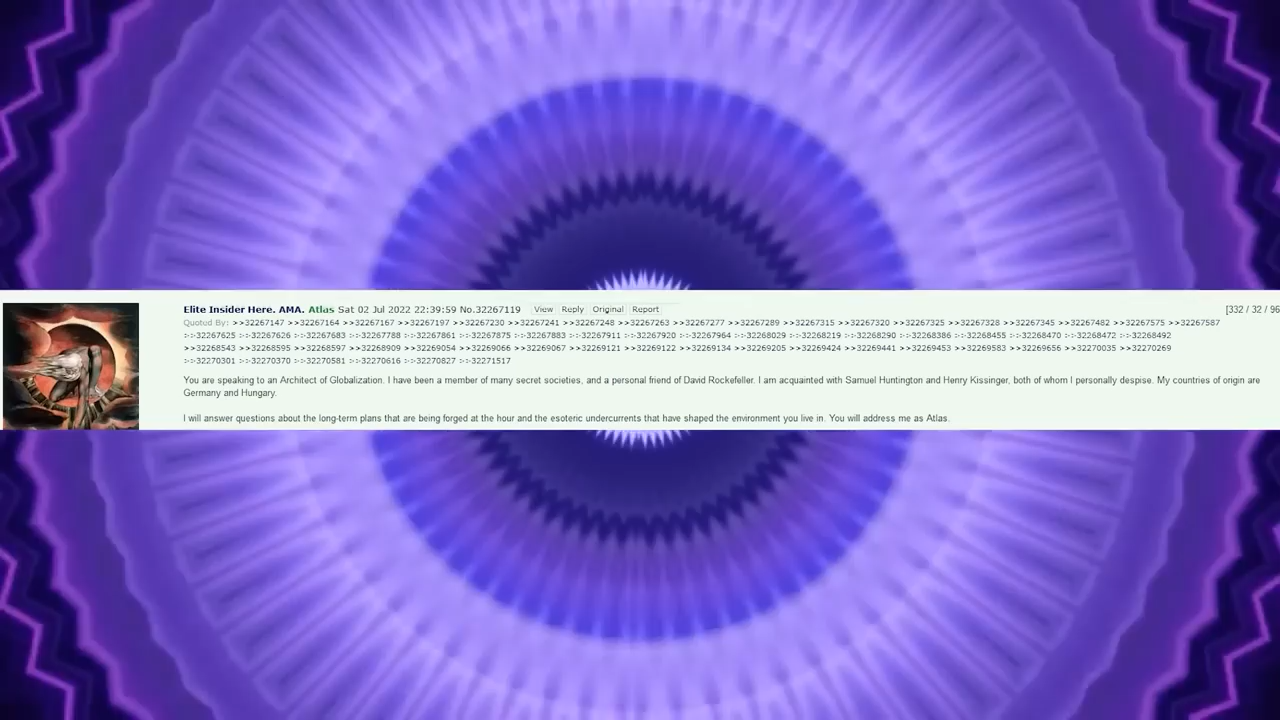 Elite Insider Here. AMA. Atlas Sat 02 Jul 2022 22:39:59 No.32267119 View Reply Original Report [332 / 32 / 96
Quoted By: >>32267147 >>32267164 >>32267167 >>32267197 >>32267230 >>32267241 >>32267248 >>32267263 >>32267277 >>32267289 >>32267315 >>32267320 >>32267325 >>32267328 >>32267345 >>32267482 >>32267575 >>32267587
>>32267625 >>32267626 >>32267683 >>32267788 >>32267861 >>32267875 >>32267883 >>32267911 >>32267920 >>32267964 >>32268029 >>32268219 >>32268290 >>32268386 >>32268455 >>32268470 >>32268472 >>32268492
>>32268543 >>32268595 >>32268597 >>32268909 >>32269054 >>32269066 >>32269067 >>32269121 >>32269122 >>32269134 >>32269205 >>32269424 >>32269441 >>32269453 >>32269583 >>32269656 >>32270035 >>32270269
>>32270301 >>32270370 >>32270581 >>32270616 >>32270827 >>32271517
You are speaking to an Architect of Globalization. I have been a member of many secret societies, and a personal friend of David Rockefeller. I am acquainted with Samuel Huntington and Henry Kissinger, both of whom I personally despise. My countries of origin are
Germany and Hungary.
I will answer questions about the long-term plans that are being forged at the hour and the esoteric undercurrents that have shaped the environment you live in. You will address me as Atlas.